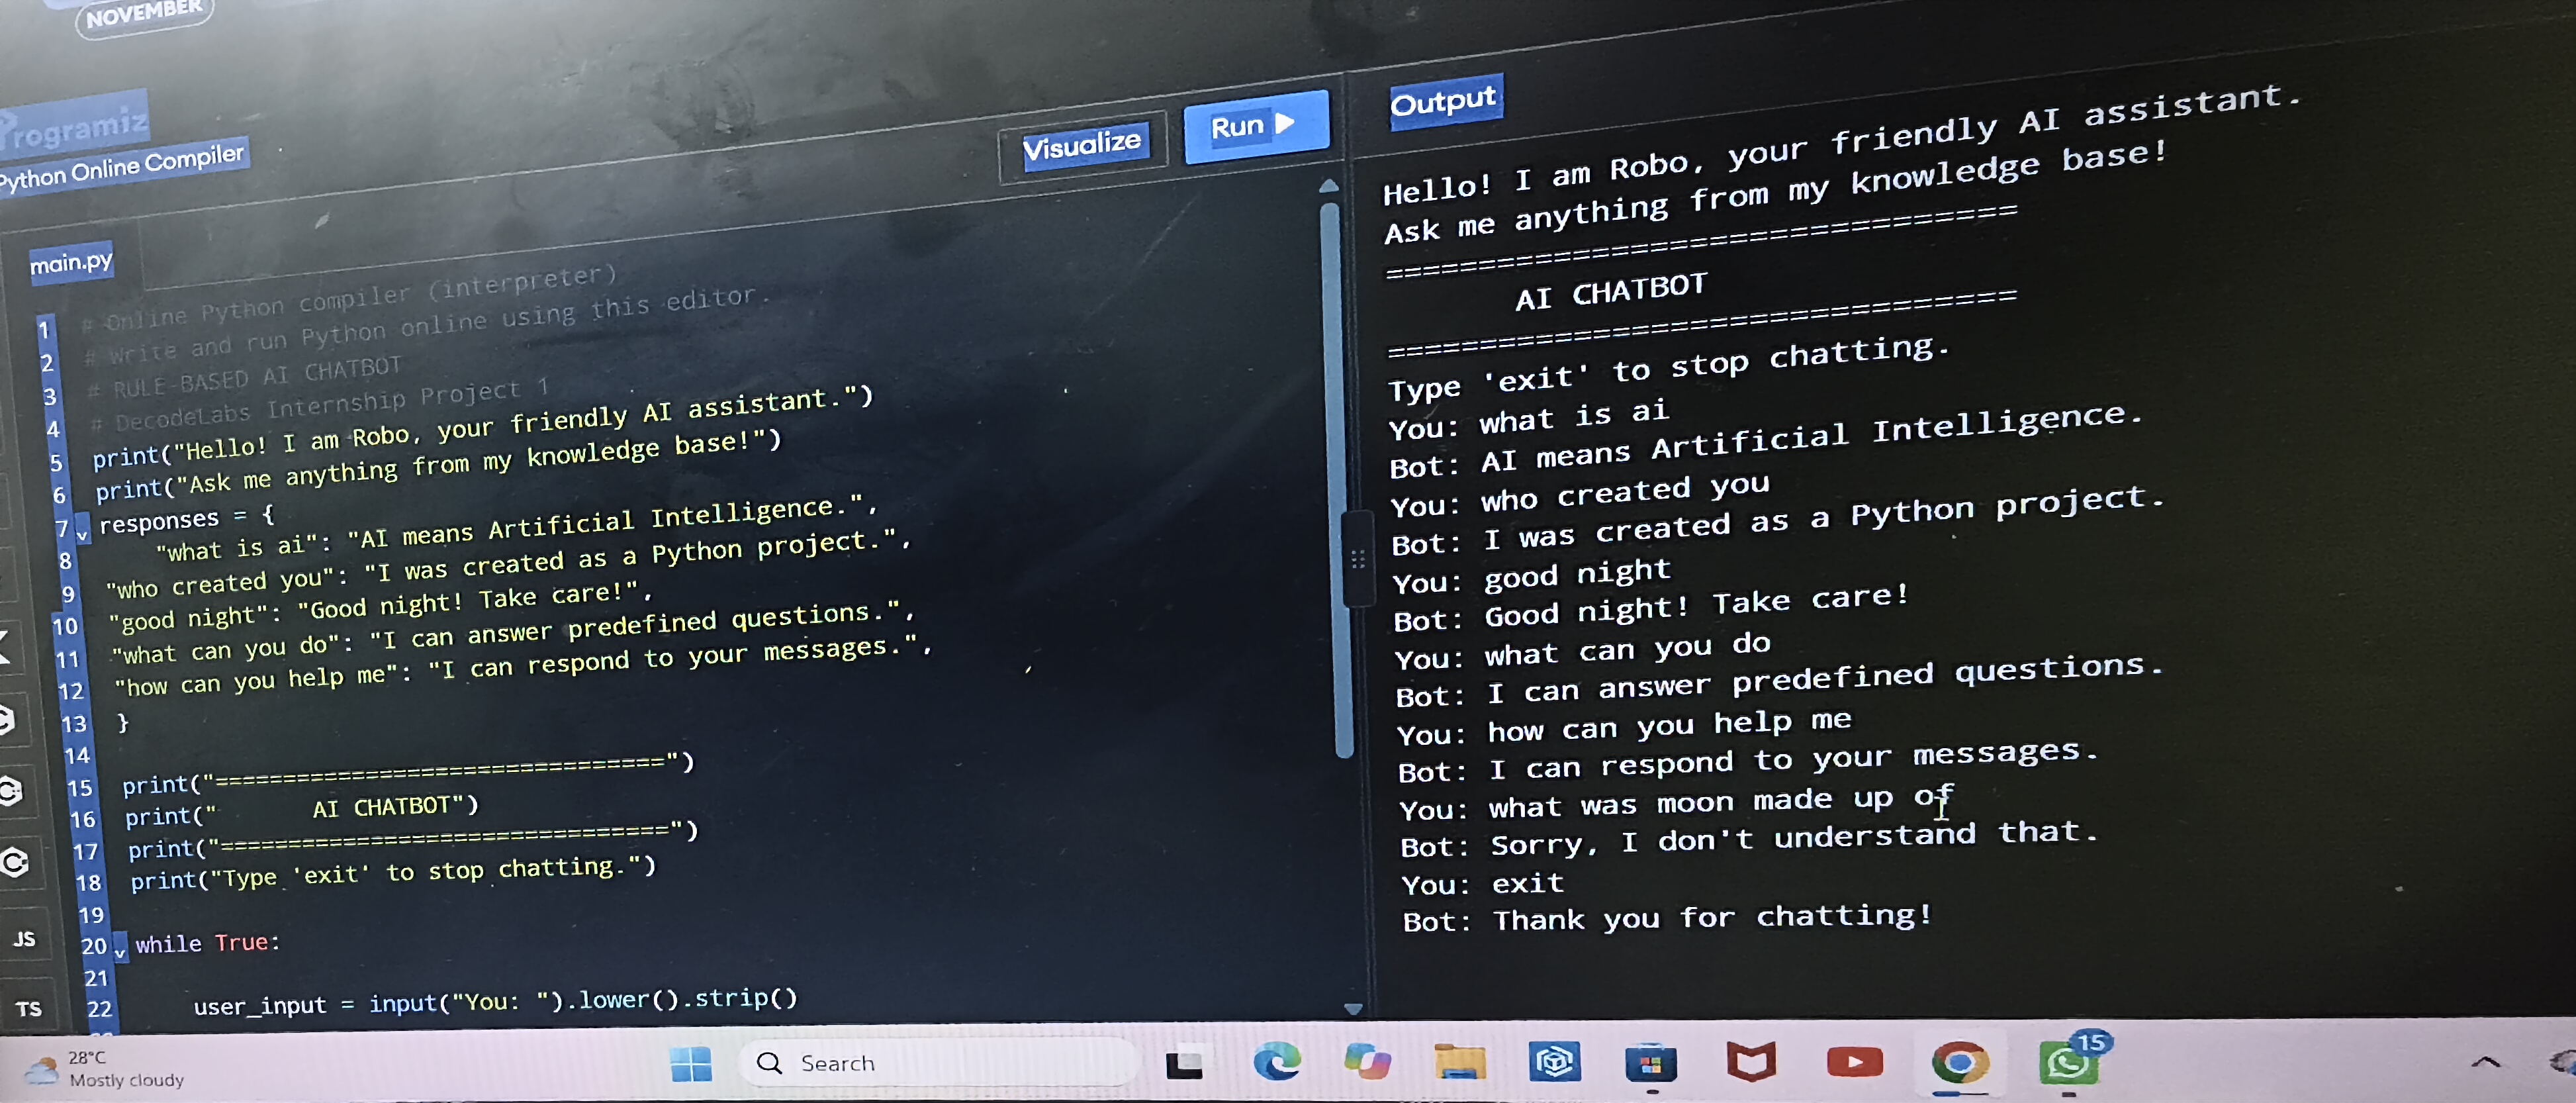 NOVEMBER
Programiz
Python Online Compiler
Visualize
Run
Output
main.py
1 # Online Python compiler (interpreter)
2 # Write and run Python online using this editor.
3 # RULE-BASED AI CHATBOT
4 # DecodeLabs Internship Project 1
5 print("Hello! I am Robo, your friendly AI assistant.")
6 print("Ask me anything from my knowledge base!")
7 responses = {
8 "what is ai": "AI means Artificial Intelligence.",
9 "who created you": "I was created as a Python project.",
10 "good night": "Good night! Take care!",
11 "what can you do": "I can answer predefined questions.",
12 "how can you help me": "I can respond to your messages.",
13 }
14
15 print("=================================")
16 print("       AI CHATBOT")
17 print("=================================")
18 print("Type 'exit' to stop chatting.")
19
20 while True:
21
22 user_input = input("You: ").lower().strip()
Hello! I am Robo, your friendly AI assistant.
Ask me anything from my knowledge base!
=================================
       AI CHATBOT
=================================
Type 'exit' to stop chatting.
You: what is ai
Bot: AI means Artificial Intelligence.
You: who created you
Bot: I was created as a Python project.
You: good night
Bot: Good night! Take care!
You: what can you do
Bot: I can answer predefined questions.
You: how can you help me
Bot: I can respond to your messages.
You: what was moon made up of
Bot: Sorry, I don't understand that.
You: exit
Bot: Thank you for chatting!
JS
TS
28°C
Mostly cloudy
Search
15